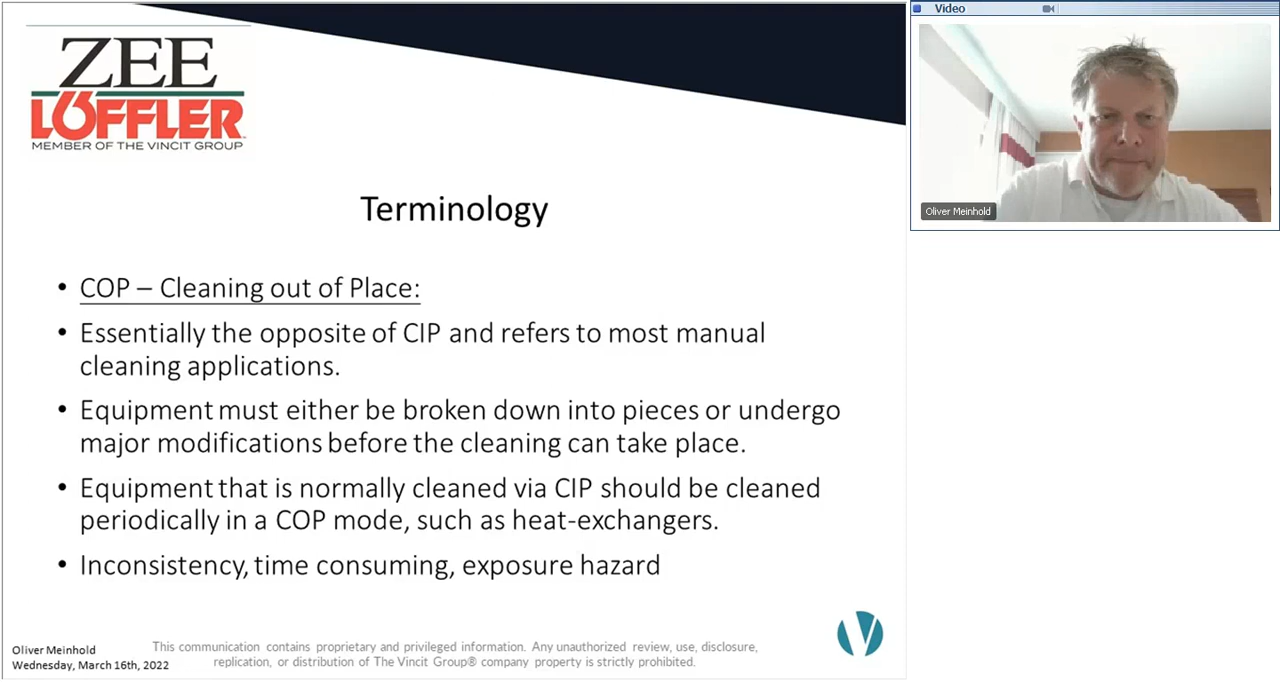 ZEE
LÖFFLER
MEMBER OF THE VINCIT GROUP
Terminology
• COP – Cleaning out of Place:
• Essentially the opposite of CIP and refers to most manual
cleaning applications.
• Equipment must either be broken down into pieces or undergo
major modifications before the cleaning can take place.
• Equipment that is normally cleaned via CIP should be cleaned
periodically in a COP mode, such as heat-exchangers.
• Inconsistency, time consuming, exposure hazard
Oliver Meinhold
Wednesday, March 16th, 2022
This communication contains proprietary and privileged information. Any unauthorized review, use, disclosure,
replication, or distribution of The Vincit Group® company property is strictly prohibited.
Video
Oliver Meinhold